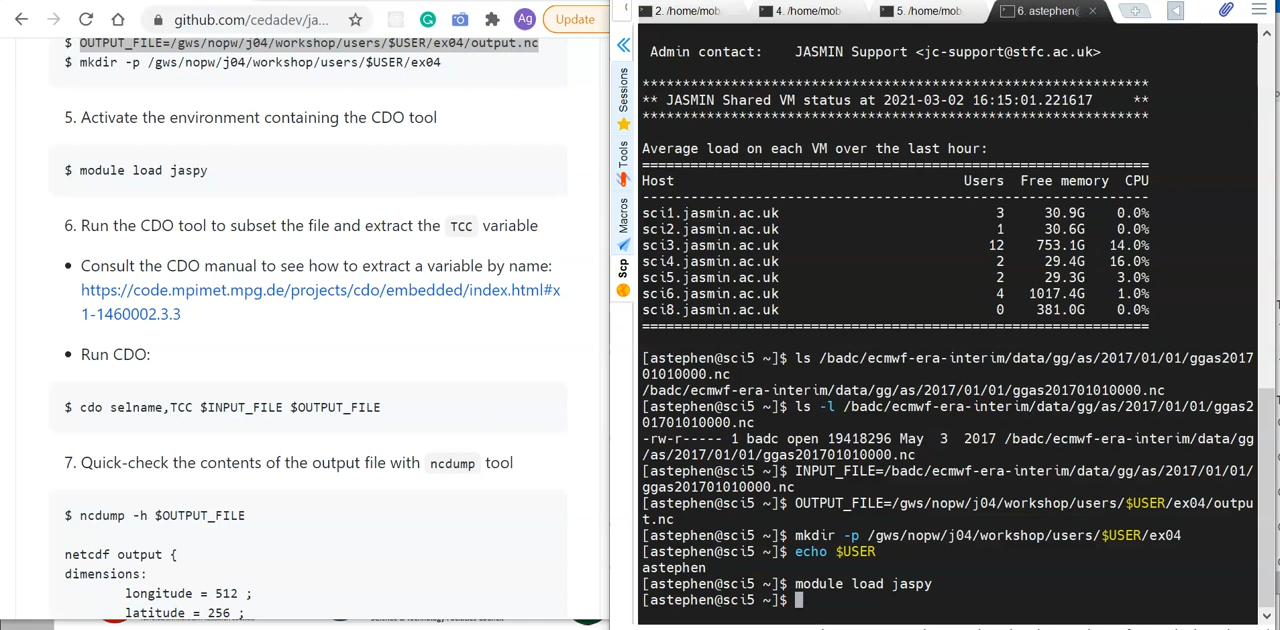 github.com/cedadev/ja...
Ag
Update
$ OUTPUT_FILE=/gws/nopw/j04/workshop/users/$USER/ex04/output.nc
$ mkdir -p /gws/nopw/j04/workshop/users/$USER/ex04
5. Activate the environment containing the CDO tool
$ module load jaspy
6. Run the CDO tool to subset the file and extract the TCC variable
• Consult the CDO manual to see how to extract a variable by name:
https://code.mpimet.mpg.de/projects/cdo/embedded/index.html#x
1-1460002.3.3
• Run CDO:
$ cdo selname,TCC $INPUT_FILE $OUTPUT_FILE
7. Quick-check the contents of the output file with ncdump tool
$ ncdump -h $OUTPUT_FILE
netcdf output {
dimensions:
longitude = 512 ;
latitude = 256 ;
Sessions
Tools
Macros
Scp
2. /home/mob
4. /home/mob
5. /home/mob
6. astephen@
Admin contact: JASMIN Support <jc-support@stfc.ac.uk>
********************************************************
** JASMIN Shared VM status at 2021-03-02 16:15:01.221617 **
********************************************************
Average load on each VM over the last hour:
========================================================
Host Users Free memory CPU
--------------------------------------------------------
sci1.jasmin.ac.uk 3 30.9G 0.0%
sci2.jasmin.ac.uk 1 30.6G 0.0%
sci3.jasmin.ac.uk 12 753.1G 14.0%
sci4.jasmin.ac.uk 2 29.4G 16.0%
sci5.jasmin.ac.uk 2 29.3G 3.0%
sci6.jasmin.ac.uk 4 1017.4G 1.0%
sci8.jasmin.ac.uk 0 381.0G 0.0%
========================================================
[astephen@sci5 ~]$ ls /badc/ecmwf-era-interim/data/gg/as/2017/01/01/ggas2017
01010000.nc
/badc/ecmwf-era-interim/data/gg/as/2017/01/01/ggas201701010000.nc
[astephen@sci5 ~]$ ls -l /badc/ecmwf-era-interim/data/gg/as/2017/01/01/ggas2
01701010000.nc
-rw-r----- 1 badc open 19418296 May 3 2017 /badc/ecmwf-era-interim/data/gg
/as/2017/01/01/ggas201701010000.nc
[astephen@sci5 ~]$ INPUT_FILE=/badc/ecmwf-era-interim/data/gg/as/2017/01/01/
ggas201701010000.nc
[astephen@sci5 ~]$ OUTPUT_FILE=/gws/nopw/j04/workshop/users/$USER/ex04/outpu
t.nc
[astephen@sci5 ~]$ mkdir -p /gws/nopw/j04/workshop/users/$USER/ex04
[astephen@sci5 ~]$ echo $USER
astephen
[astephen@sci5 ~]$ module load jaspy
[astephen@sci5 ~]$